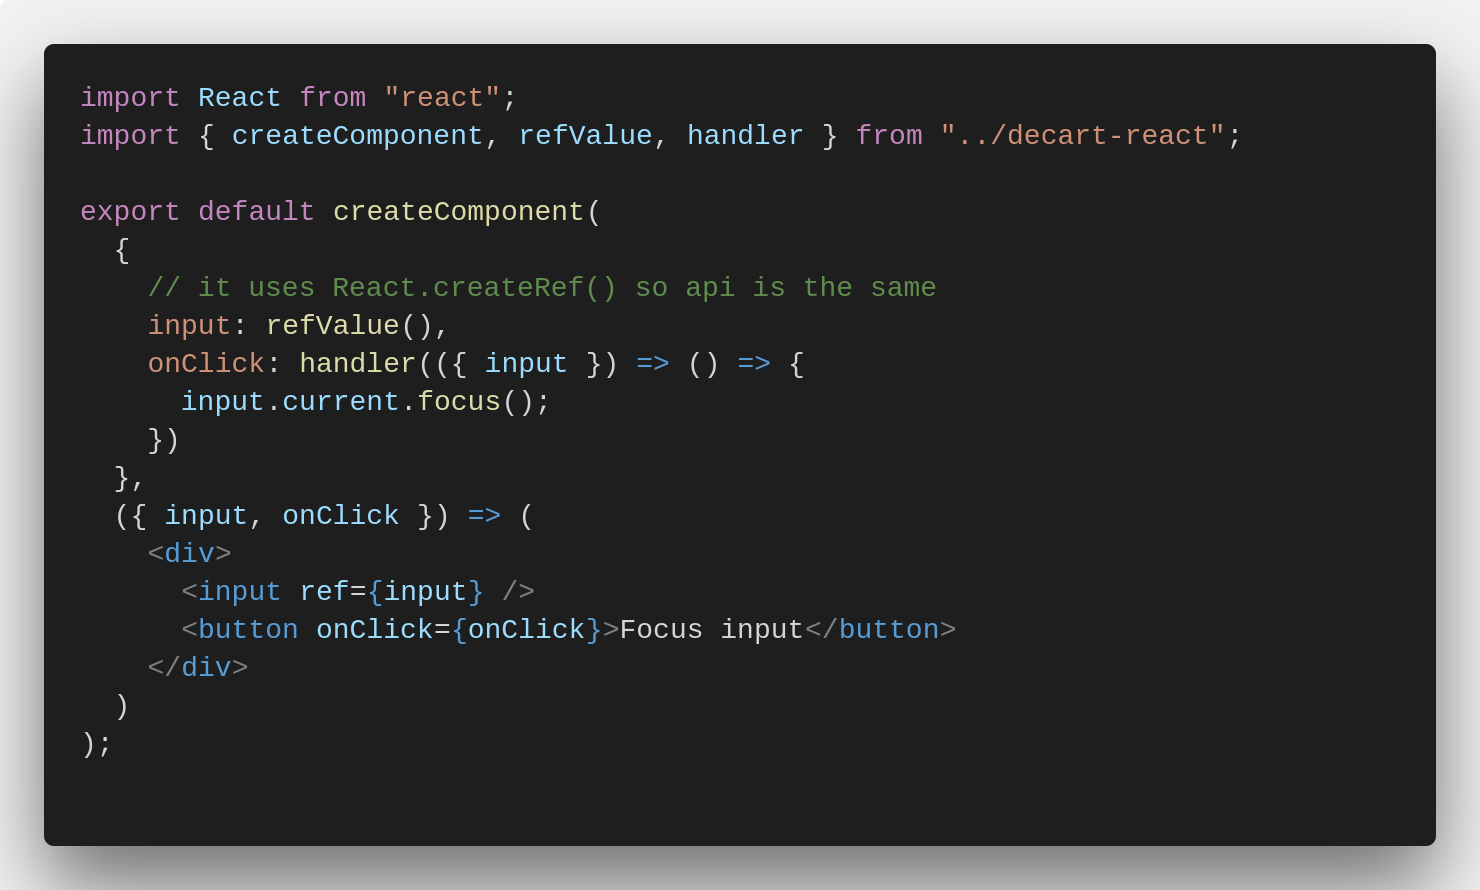 import React from "react";
import { createComponent, refValue, handler } from "../decart-react";

export default createComponent(
  {
    // it uses React.createRef() so api is the same
    input: refValue(),
    onClick: handler(({ input }) => () => {
      input.current.focus();
    })
  },
  ({ input, onClick }) => (
    <div>
      <input ref={input} />
      <button onClick={onClick}>Focus input</button>
    </div>
  )
);